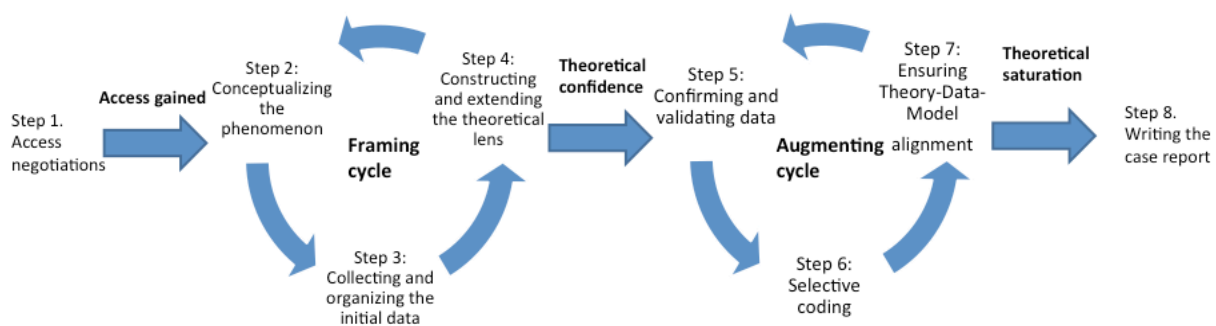 Step 1.
Access
negotiations
Access gained
Step 2:
Conceptualizing
the
phenomenon
Framing
cycle
Step 3:
Collecting and
organizing the
initial data
Step 4:
Constructing
and extending
the theoretical
lens
Theoretical
confidence
Step 5:
Confirming and
validating data
Augmenting
cycle
Step 6:
Selective
coding
Step 7:
Ensuring
Theory-Data-
Model
alignment
Theoretical
saturation
Step 8.
Writing the
case report